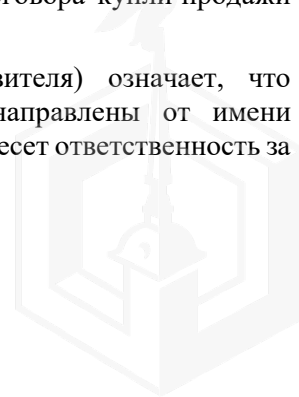 говора купли-продажи
вителя) означает, что
направлены от имени
есет ответственность за